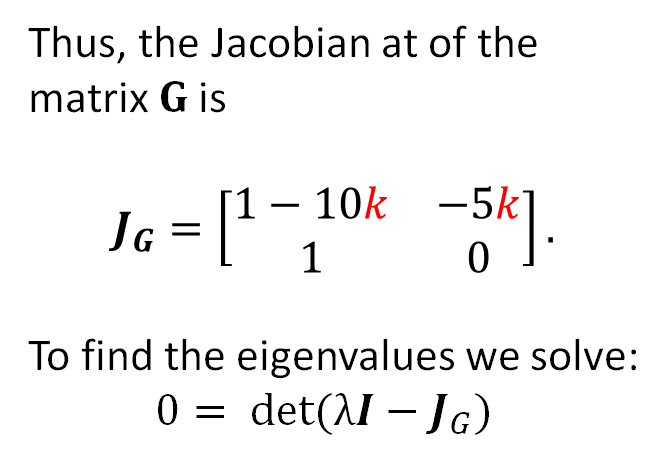 Thus, the Jacobian at of the
matrix G is
J_G = [1 − 10k −5k
1 0].
To find the eigenvalues we solve:
0 = det(λI − J_G)